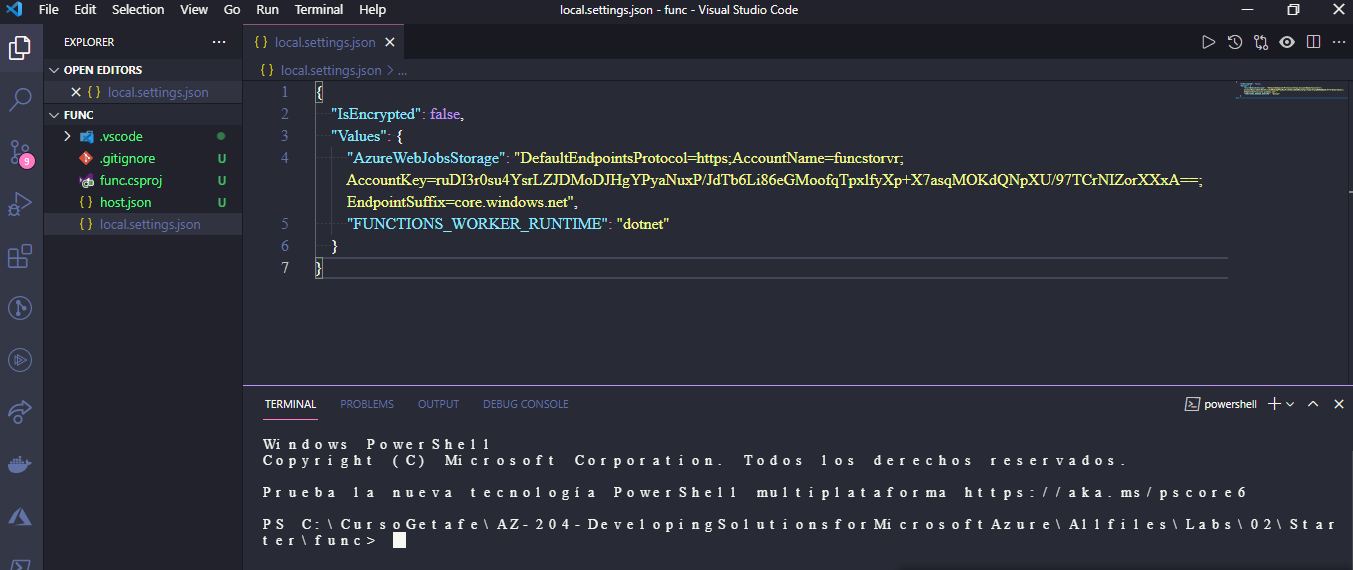 File Edit Selection View Go Run Terminal Help local.settings.json - func - Visual Studio Code
EXPLORER ...
{ } local.settings.json
OPEN EDITORS
{ } local.settings.json > ...
{ } local.settings.json
FUNC
.vscode
.gitignore U
func.csproj U
{ } host.json U
{ } local.settings.json
9
1 {
2 "IsEncrypted": false,
3 "Values": {
4 "AzureWebJobsStorage": "DefaultEndpointsProtocol=https;AccountName=funcstorvr;
AccountKey=ruDI3r0su4YsrLZJDMoDJHgYPyaNuxP/JdTb6Li86eGMoofqTpxlfyXp+X7asqMOKdQNpXU/97TCrNIZorXXxA==;
EndpointSuffix=core.windows.net",
5 "FUNCTIONS_WORKER_RUNTIME": "dotnet"
6 }
7 }
TERMINAL PROBLEMS OUTPUT DEBUG CONSOLE powershell
Windows PowerShell
Copyright (C) Microsoft Corporation. Todos los derechos reservados.
Prueba la nueva tecnología PowerShell multiplataforma https://aka.ms/pscore6
PS C:\CursoGetafe\AZ-204-DevelopingSolutionsforMicrosoftAzure\Allfiles\Labs\02\Star
ter\func>